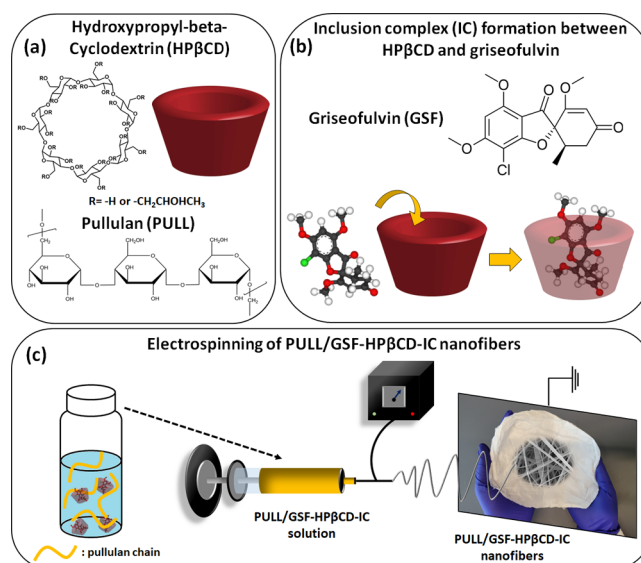 (a)
Hydroxypropyl-beta-
Cyclodextrin (HPβCD)
R= -H or -CH₂CHOHCH₃
Pullulan (PULL)
(b)
Inclusion complex (IC) formation between
HPβCD and griseofulvin
Griseofulvin (GSF)
O
O
O
O
O
O
Cl
(c)
Electrospinning of PULL/GSF-HPβCD-IC nanofibers
: pullulan chain
PULL/GSF-HPβCD-IC
solution
PULL/GSF-HPβCD-IC
nanofibers